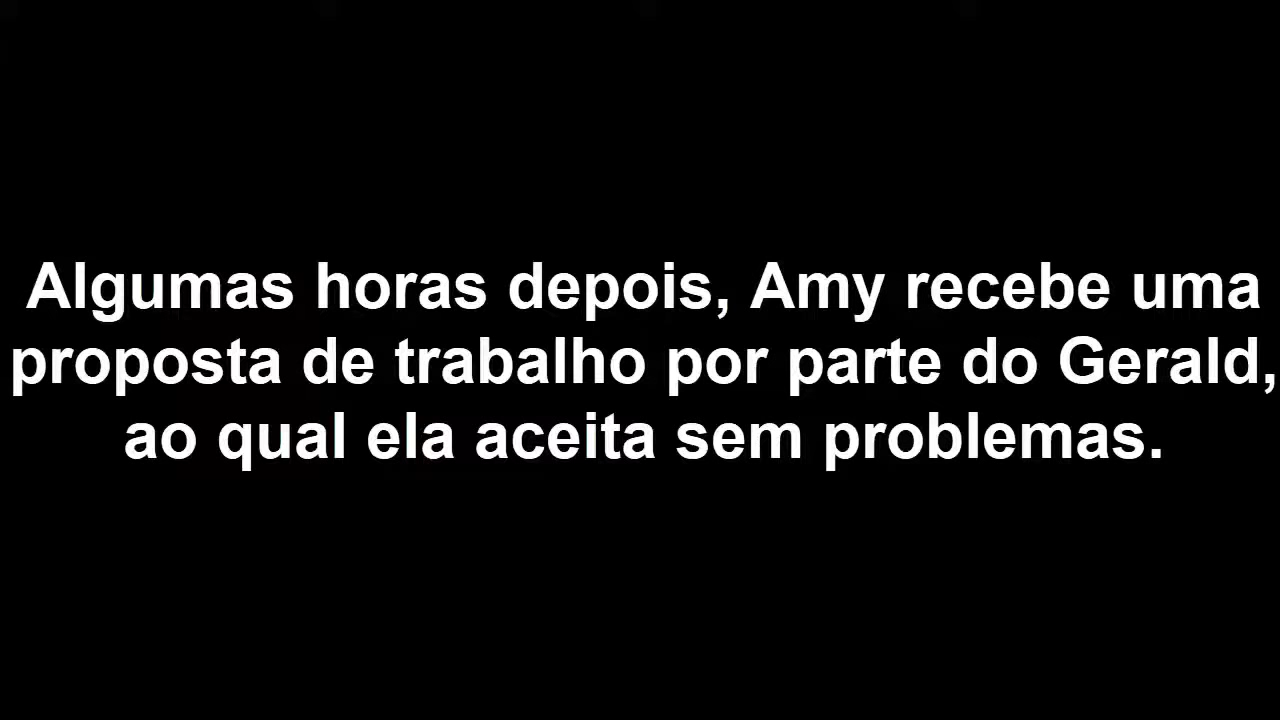 Algumas horas depois, Amy recebe uma
proposta de trabalho por parte do Gerald,
ao qual ela aceita sem problemas.